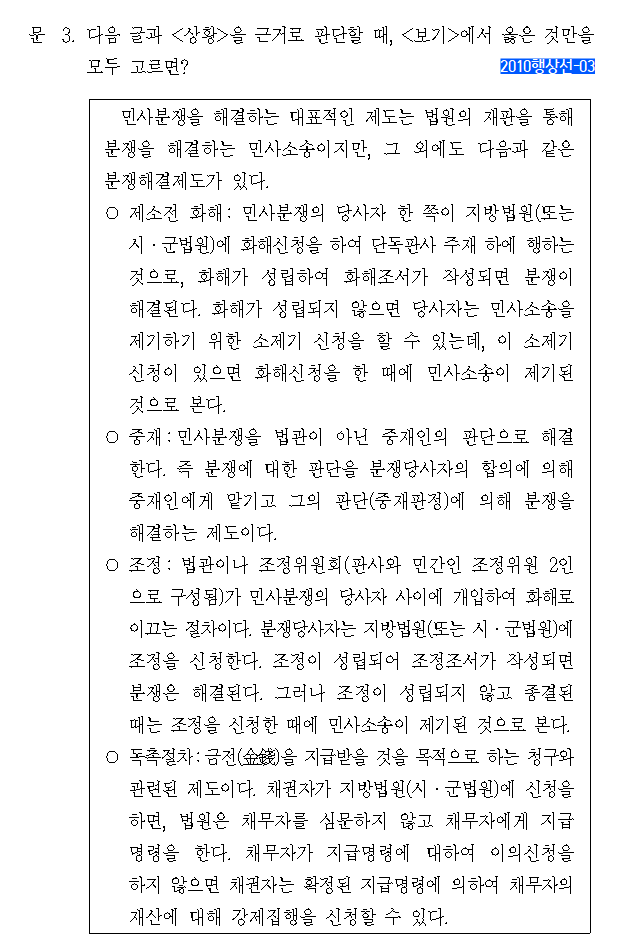 문 3. 다음 글과 <상황>을 근거로 판단할 때, <보기>에서 옳은 것만을
모두 고르면? 2010행상선-03
민사분쟁을 해결하는 대표적인 제도는 법원의 재판을 통해
분쟁을 해결하는 민사소송이지만, 그 외에도 다음과 같은
분쟁해결제도가 있다.
○ 제소전 화해: 민사분쟁의 당사자 한 쪽이 지방법원(또는
시·군법원)에 화해신청을 하여 단독판사 주재 하에 행하는
것으로, 화해가 성립하여 화해조서가 작성되면 분쟁이
해결된다. 화해가 성립되지 않으면 당사자는 민사소송을
제기하기 위한 소제기 신청을 할 수 있는데, 이 소제기
신청이 있으면 화해신청을 한 때에 민사소송이 제기된
것으로 본다.
○ 중재: 민사분쟁을 법관이 아닌 중재인의 판단으로 해결
한다. 즉 분쟁에 대한 판단을 분쟁당사자의 합의에 의해
중재인에게 맡기고 그의 판단(중재판정)에 의해 분쟁을
해결하는 제도이다.
○ 조정: 법관이나 조정위원회(판사와 민간인 조정위원 2인
으로 구성됨)가 민사분쟁의 당사자 사이에 개입하여 화해로
이끄는 절차이다. 분쟁당사자는 지방법원(또는 시·군법원)에
조정을 신청한다. 조정이 성립되어 조정조서가 작성되면
분쟁은 해결된다. 그러나 조정이 성립되지 않고 종결된
때는 조정을 신청한 때에 민사소송이 제기된 것으로 본다.
○ 독촉절차: 금전(金錢)을 지급받을 것을 목적으로 하는 청구와
관련된 제도이다. 채권자가 지방법원(시·군법원)에 신청을
하면, 법원은 채무자를 심문하지 않고 채무자에게 지급
명령을 한다. 채무자가 지급명령에 대하여 이의신청을
하지 않으면 채권자는 확정된 지급명령에 의하여 채무자의
재산에 대해 강제집행을 신청할 수 있다.